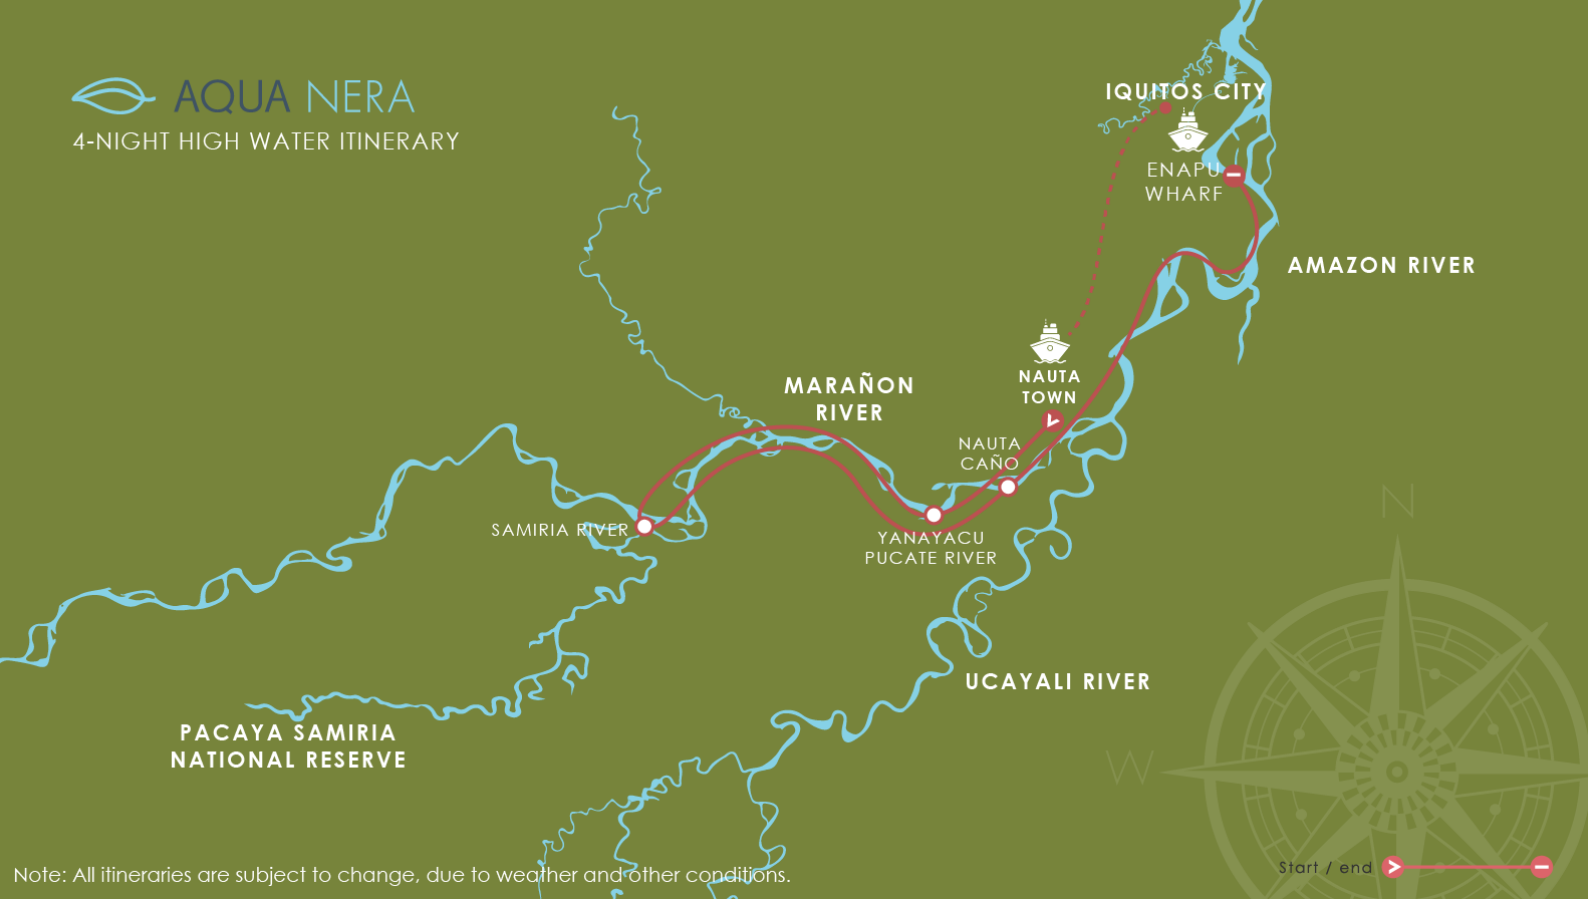 AQUA NERA
4-NIGHT HIGH WATER ITINERARY
IQUITOS CITY
ENAPU
WHARF
AMAZON RIVER
NAUTA
TOWN
MARAÑON
RIVER
NAUTA
CAÑO
SAMIRIA RIVER
YANAYACU
PUCATE RIVER
N
UCAYALI RIVER
PACAYA SAMIRIA
NATIONAL RESERVE
W
Note: All itineraries are subject to change, due to weather and other conditions.
Start / end